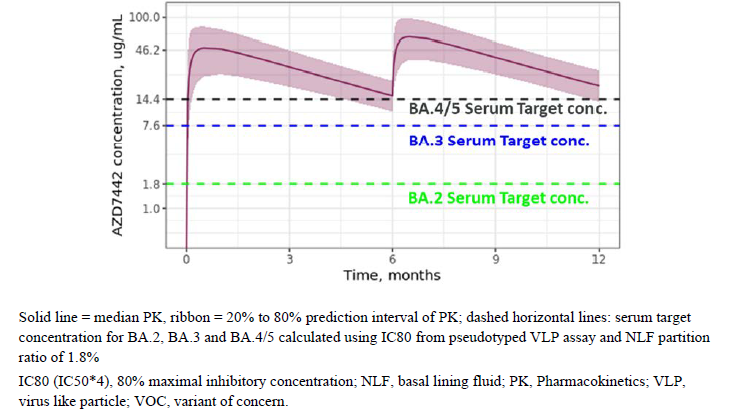 AZD7442 concentration, ug/mL
100.0
46.2
14.4
7.6
1.8
1.0
BA.4/5 Serum Target conc.
BA.3 Serum Target conc.
BA.2 Serum Target conc.
0 3 6 9 12
Time, months
Solid line = median PK, ribbon = 20% to 80% prediction interval of PK; dashed horizontal lines: serum target
concentration for BA.2, BA.3 and BA.4/5 calculated using IC80 from pseudotyped VLP assay and NLF partition
ratio of 1.8%
IC80 (IC50*4), 80% maximal inhibitory concentration; NLF, basal lining fluid; PK, Pharmacokinetics; VLP,
virus like particle; VOC, variant of concern.